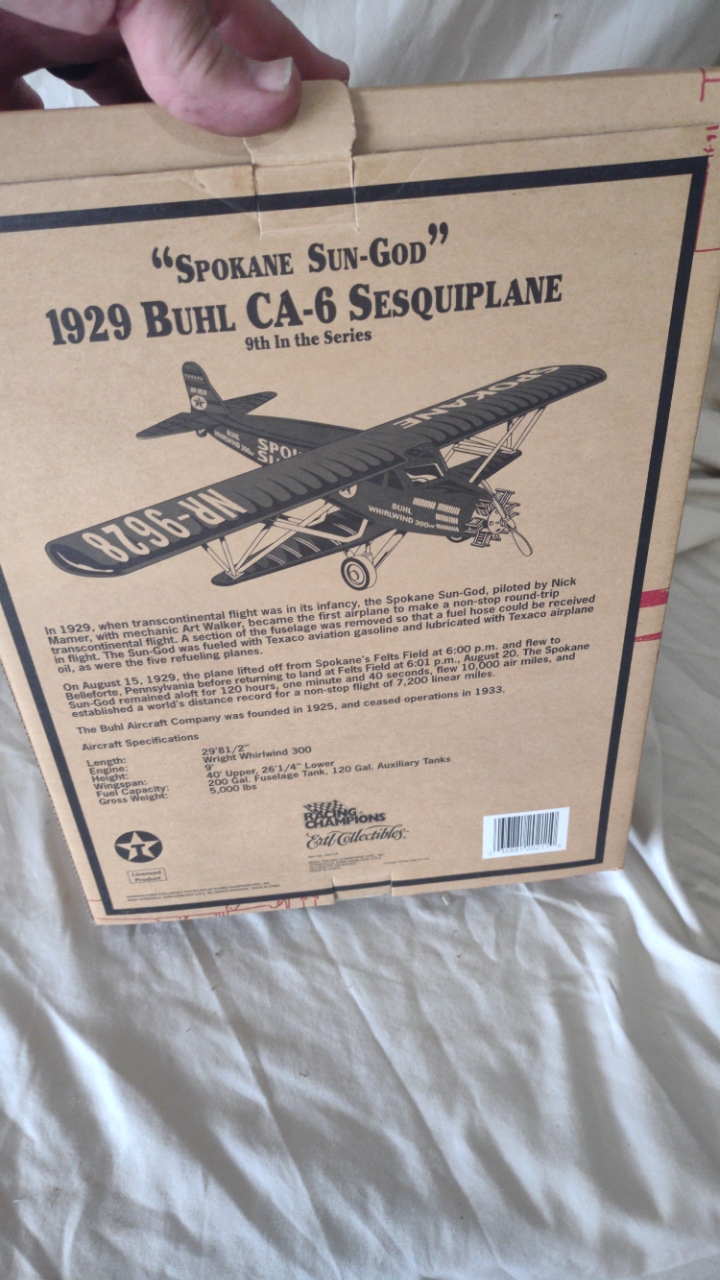 “SPOKANE SUN-GOD”
1929 BUHL CA-6 SESQUIPLANE
9th In the Series
SPOKANE
BUHL
WHIRLWIND 300HP
SPOK
SU
NR-9628
BUHL
WHIRLWIND 300HP
In 1929, when transcontinental flight was in its infancy, the Spokane Sun-God, piloted by Nick
Mamer, with mechanic Art Walker, became the first airplane to make a non-stop round-trip
transcontinental flight. A section of the fuselage was removed so that a fuel hose could be received
in flight. The Sun-God was fueled with Texaco aviation gasoline and lubricated with Texaco airplane
oil, as were the five refueling planes.
On August 15, 1929, the plane lifted off from Spokane's Felts Field at 6:00 p.m., and flew to
Bellefonte, Pennsylvania before returning to land at Felts Field at 6:01 p.m., August 20. The Spokane
Sun-God remained aloft for 120 hours, one minute and 40 seconds, flew 10,000 air miles, and
established a world's distance record for a non-stop flight of 7,200 linear miles.
The Buhl Aircraft Company was founded in 1925, and ceased operations in 1933.
Aircraft Specifications
Length: 29'81/2"
Engine: Wright Whirlwind 300
Height: 9'
Wingspan: 40' Upper, 26'1/4" Lower
Fuel Capacity: 200 Gal. Fuselage Tank, 120 Gal. Auxiliary Tanks
Gross Weight: 5,000 lbs
RACING
CHAMPIONS
Ertl Collectibles
T
Licensed
Product